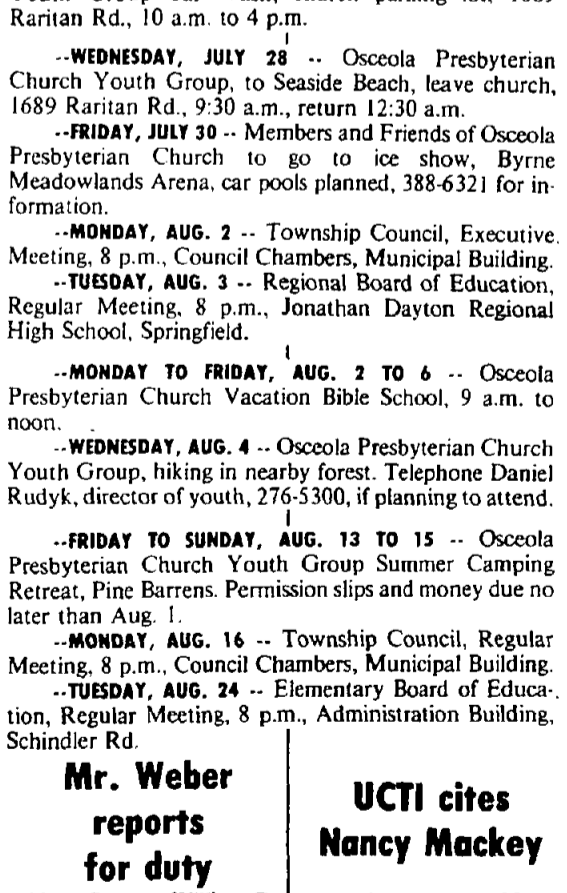 Raritan Rd., 10 a.m. to 4 p.m.
--WEDNESDAY, JULY 28 -- Osceola Presbyterian
Church Youth Group, to Seaside Beach, leave church,
1689 Raritan Rd., 9:30 a.m., return 12:30 a.m.
--FRIDAY, JULY 30 -- Members and Friends of Osceola
Presbyterian Church to go to ice show, Byrne
Meadowlands Arena, car pools planned, 388-6321 for in-
formation.
--MONDAY, AUG. 2 -- Township Council, Executive
Meeting, 8 p.m., Council Chambers, Municipal Building.
--TUESDAY, AUG. 3 -- Regional Board of Education,
Regular Meeting, 8 p.m., Jonathan Dayton Regional
High School, Springfield.
--MONDAY TO FRIDAY, AUG. 2 TO 6 -- Osceola
Presbyterian Church Vacation Bible School, 9 a.m. to
noon.
--WEDNESDAY, AUG. 4 -- Osceola Presbyterian Church
Youth Group, hiking in nearby forest. Telephone Daniel
Rudyk, director of youth, 276-5300, if planning to attend.
--FRIDAY TO SUNDAY, AUG. 13 TO 15 -- Osceola
Presbyterian Church Youth Group Summer Camping
Retreat, Pine Barrens. Permission slips and money due no
later than Aug. 1.
--MONDAY, AUG. 16 -- Township Council, Regular
Meeting, 8 p.m., Council Chambers, Municipal Building.
--TUESDAY, AUG. 24 -- Elementary Board of Educa-
tion, Regular Meeting, 8 p.m., Administration Building,
Schindler Rd.
Mr. Weber
reports
for duty
UCTI cites
Nancy Mackey